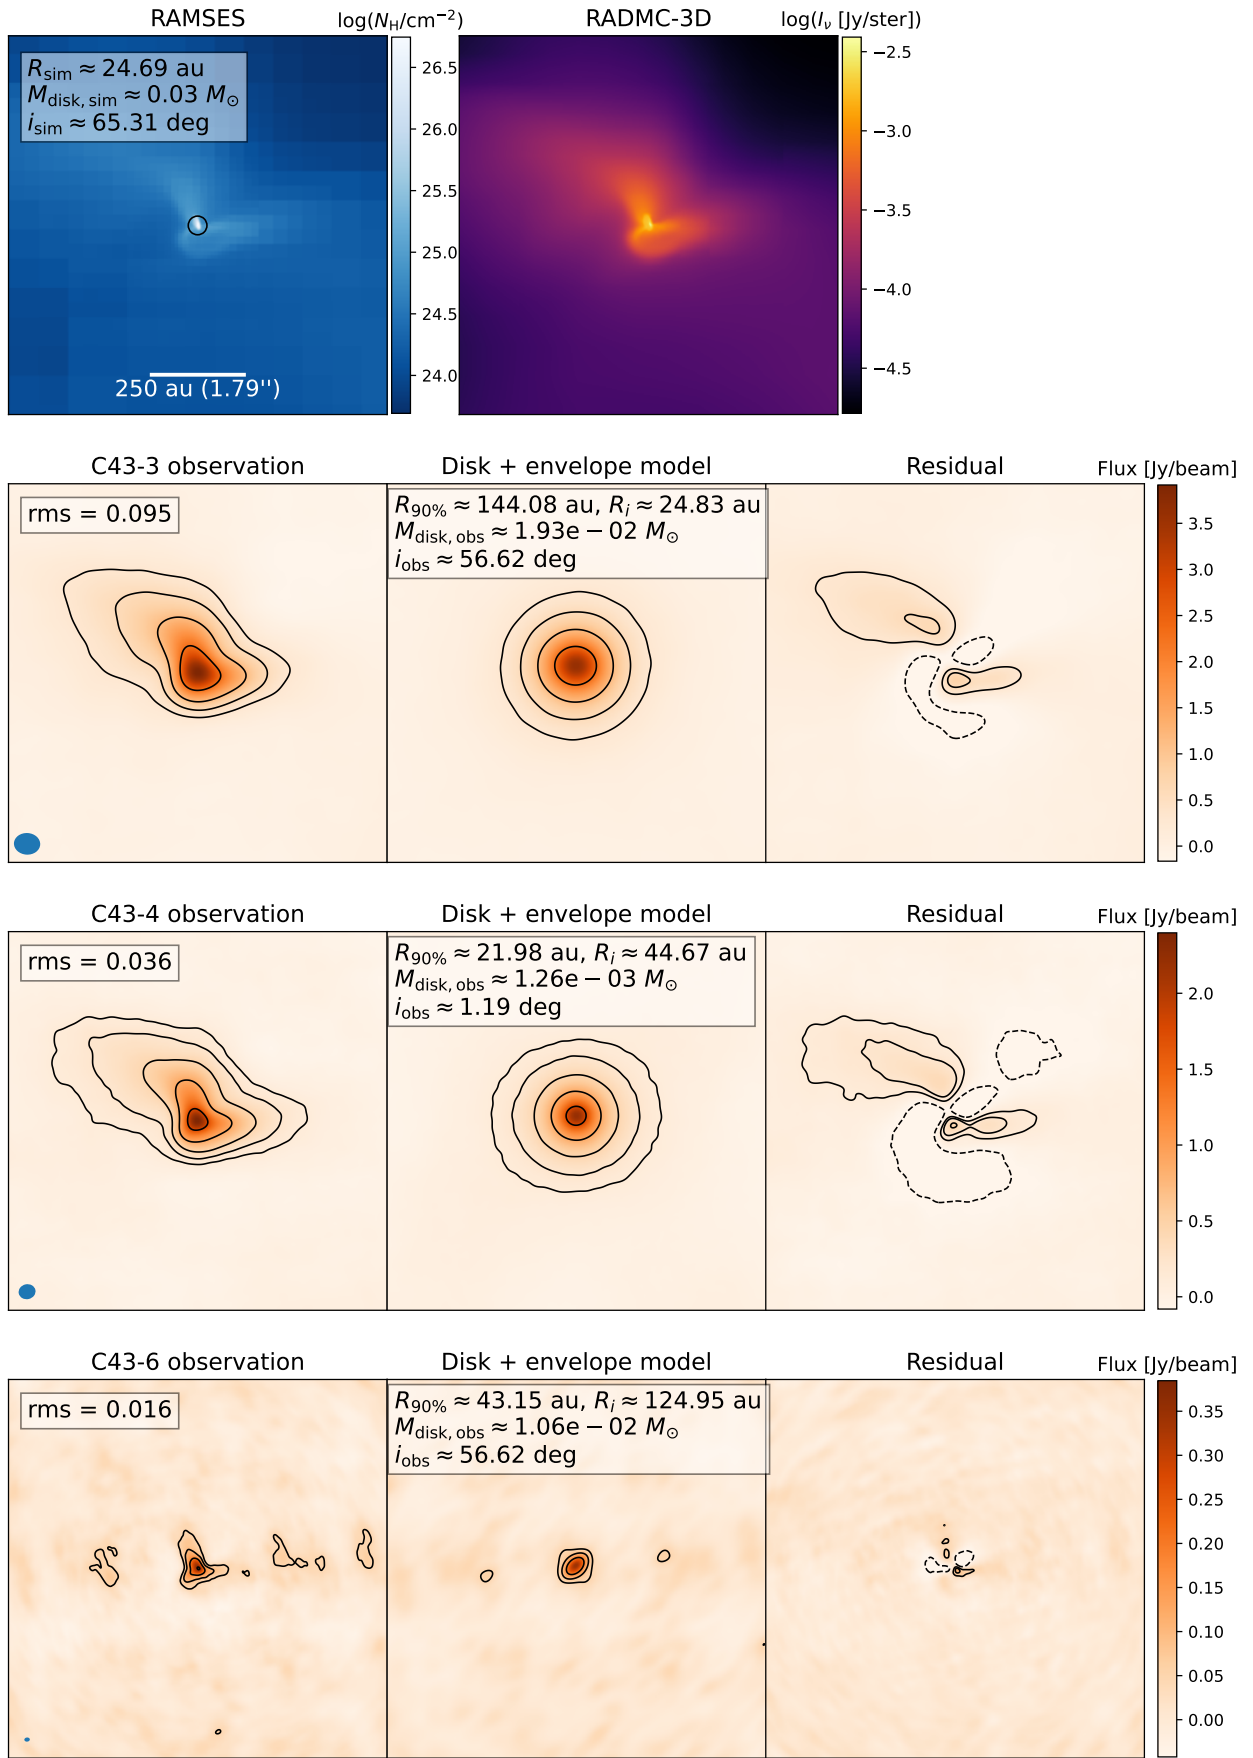 RAMSES
log(N_H/cm⁻²)
RADMC-3D
log(I_ν [Jy/ster])
R_sim ≈ 24.69 au
M_disk, sim ≈ 0.03 M_⊙
i_sim ≈ 65.31 deg
250 au (1.79'')
26.5
26.0
25.5
25.0
24.5
24.0
−2.5
−3.0
−3.5
−4.0
−4.5
C43-3 observation
Disk + envelope model
Residual
Flux [Jy/beam]
rms = 0.095
R_90% ≈ 144.08 au, R_i ≈ 24.83 au
M_disk, obs ≈ 1.93e − 02 M_⊙
i_obs ≈ 56.62 deg
3.5
3.0
2.5
2.0
1.5
1.0
0.5
0.0
C43-4 observation
Disk + envelope model
Residual
Flux [Jy/beam]
rms = 0.036
R_90% ≈ 21.98 au, R_i ≈ 44.67 au
M_disk, obs ≈ 1.26e − 03 M_⊙
i_obs ≈ 1.19 deg
2.0
1.5
1.0
0.5
0.0
C43-6 observation
Disk + envelope model
Residual
Flux [Jy/beam]
rms = 0.016
R_90% ≈ 43.15 au, R_i ≈ 124.95 au
M_disk, obs ≈ 1.06e − 02 M_⊙
i_obs ≈ 56.62 deg
0.35
0.30
0.25
0.20
0.15
0.10
0.05
0.00